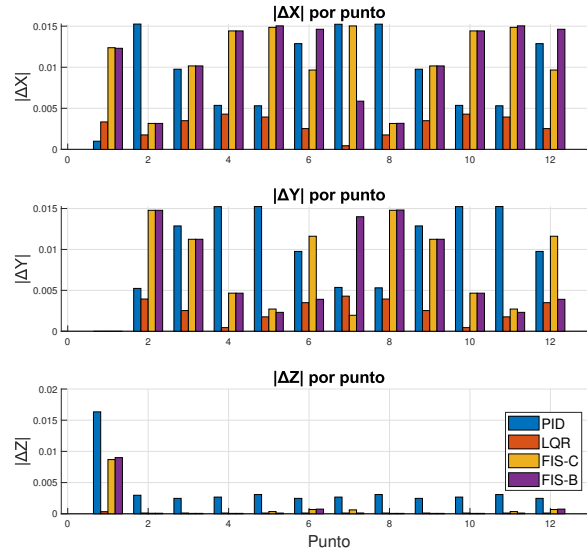 |ΔX| por punto
|ΔX|
0.015
0.01
0.005
0
0 2 4 6 8 10 12
|ΔY| por punto
|ΔY|
0.015
0.01
0.005
0
0 2 4 6 8 10 12
|ΔZ| por punto
|ΔZ|
0.02
0.015
0.01
0.005
0
PID
LQR
FIS-C
FIS-B
0 2 4 6 8 10 12
Punto